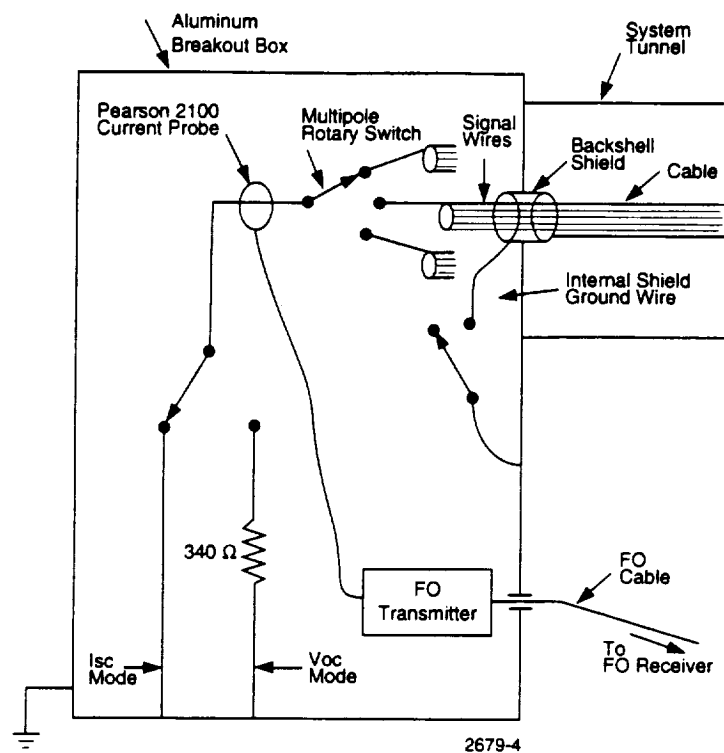 Aluminum
Breakout Box
System
Tunnel
Pearson 2100
Current Probe
Multipole
Rotary Switch
Signal
Wires
Backshell
Shield
Cable
Internal Shield
Ground Wire
340 Ω
FO
Transmitter
FO
Cable
To
FO Receiver
Isc
Mode
Voc
Mode
2679-4